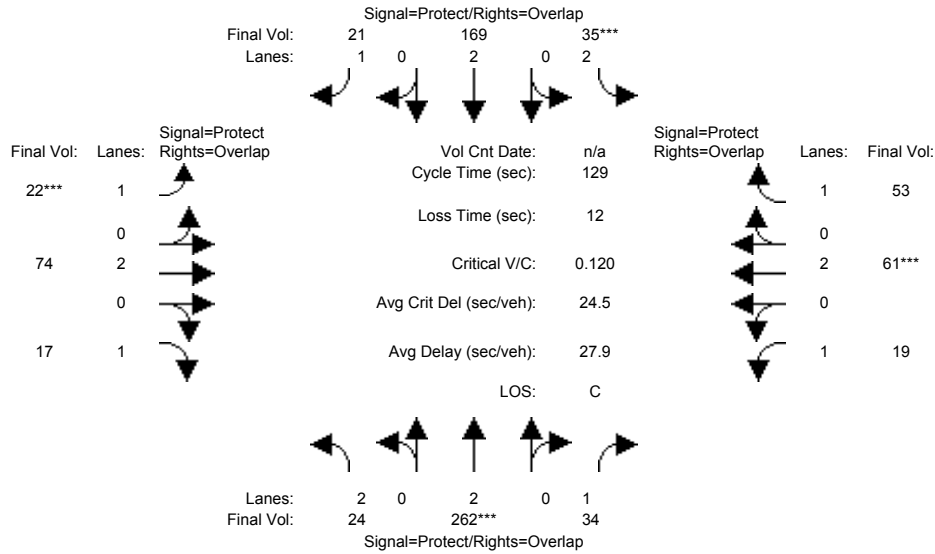 Signal=Protect/Rights=Overlap
Final Vol: 21 169 35***
Lanes: 1 0 2 0 2
Signal=Protect
Final Vol: Lanes: Rights=Overlap
Vol Cnt Date: n/a
Signal=Protect
Rights=Overlap Lanes: Final Vol:
Cycle Time (sec): 129
22*** 1
1 53
Loss Time (sec): 12
0
0
74 2
Critical V/C: 0.120
2 61***
0
Avg Crit Del (sec/veh): 24.5
0
17 1
Avg Delay (sec/veh): 27.9
1 19
LOS: C
Lanes: 2 0 2 0 1
Final Vol: 24 262*** 34
Signal=Protect/Rights=Overlap